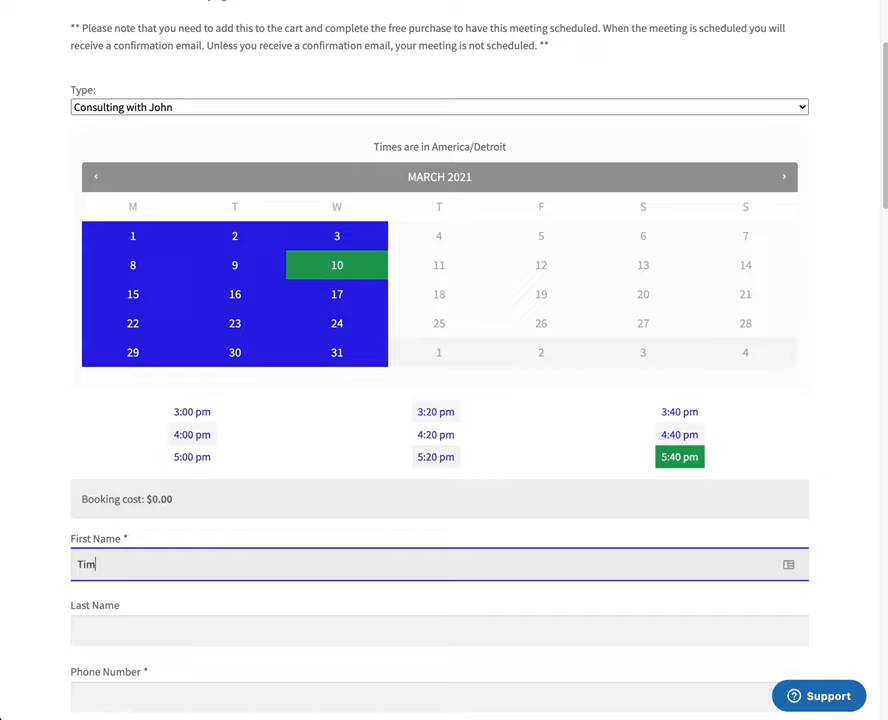 ** Please note that you need to add this to the cart and complete the free purchase to have this meeting scheduled. When the meeting is scheduled you will
receive a confirmation email. Unless you receive a confirmation email, your meeting is not scheduled. **
Type:
Consulting with John
Times are in America/Detroit
‹ MARCH 2021 ›
M T W T F S S
1 2 3 4 5 6 7
8 9 10 11 12 13 14
15 16 17 18 19 20 21
22 23 24 25 26 27 28
29 30 31 1 2 3 4
3:00 pm 3:20 pm 3:40 pm
4:00 pm 4:20 pm 4:40 pm
5:00 pm 5:20 pm 5:40 pm
Booking cost: $0.00
First Name *
Tim
Last Name
Phone Number *
Support